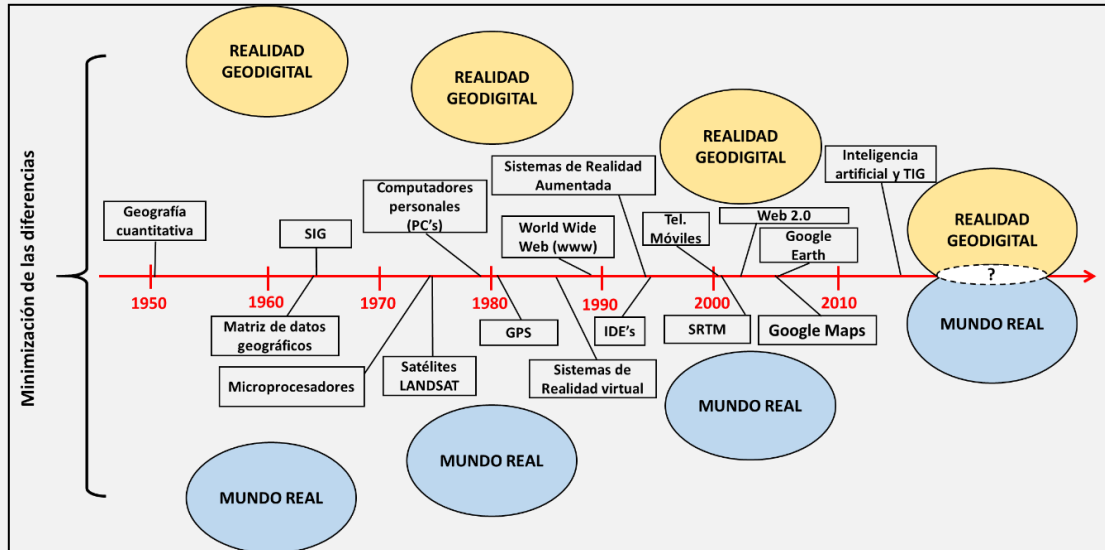 Minimización de las diferencias
REALIDAD
GEODIGITAL
REALIDAD
GEODIGITAL
REALIDAD
GEODIGITAL
REALIDAD
GEODIGITAL
Geografía
cuantitativa
SIG
Computadores
personales
(PC's)
Sistemas de Realidad
Aumentada
World Wide
Web (www)
Tel.
Móviles
Web 2.0
Google
Earth
Inteligencia
artificial y TIG
?
1950
1960
1970
1980
1990
2000
2010
Matriz de datos
geográficos
Microprocesadores
Satélites
LANDSAT
GPS
Sistemas de
Realidad virtual
IDE's
SRTM
Google Maps
MUNDO REAL
MUNDO REAL
MUNDO REAL
MUNDO REAL